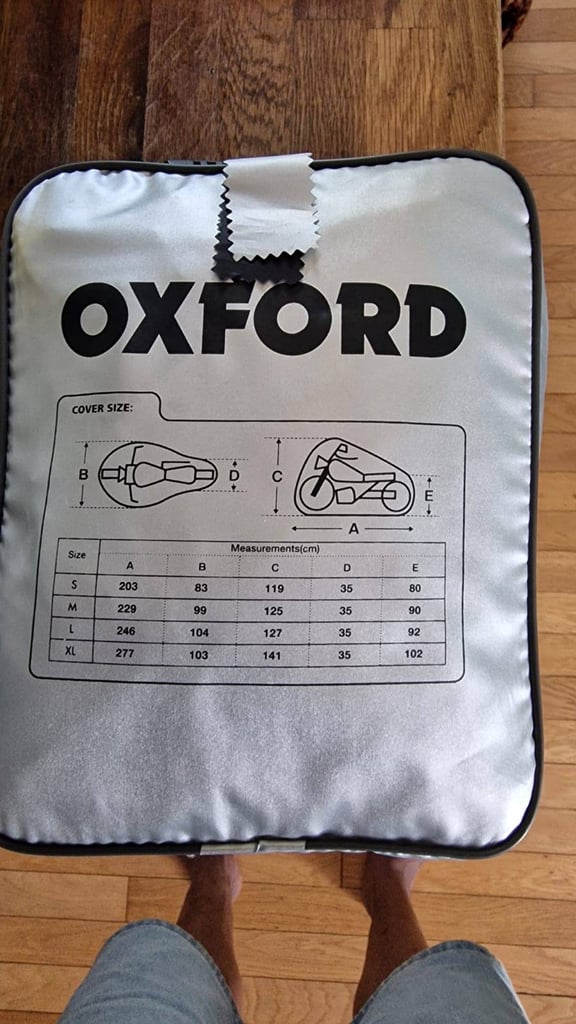 OXFORD
COVER SIZE:
B D C E
A
Size Measurements(cm)
A B C D E
S 203 83 119 35 80
M 229 99 125 35 90
L 246 104 127 35 92
XL 277 103 141 35 102